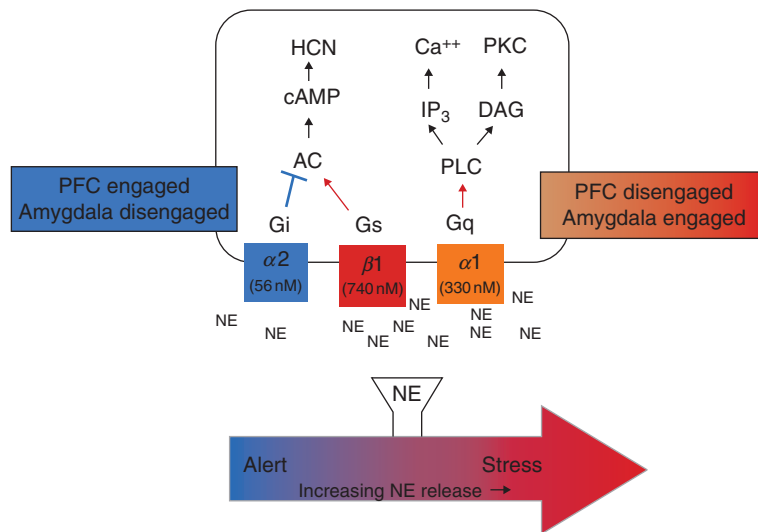 HCN
Ca++
PKC
cAMP
IP3
DAG
AC
PLC
PFC engaged
Amygdala disengaged
PFC disengaged
Amygdala engaged
Gi
Gs
Gq
α2
(56 nM)
β1
(740 nM)
α1
(330 nM)
NE
NE
NE
NE
NE
NE
NE
NE
NE
NE
NE
NE
NE
Alert
Stress
Increasing NE release →